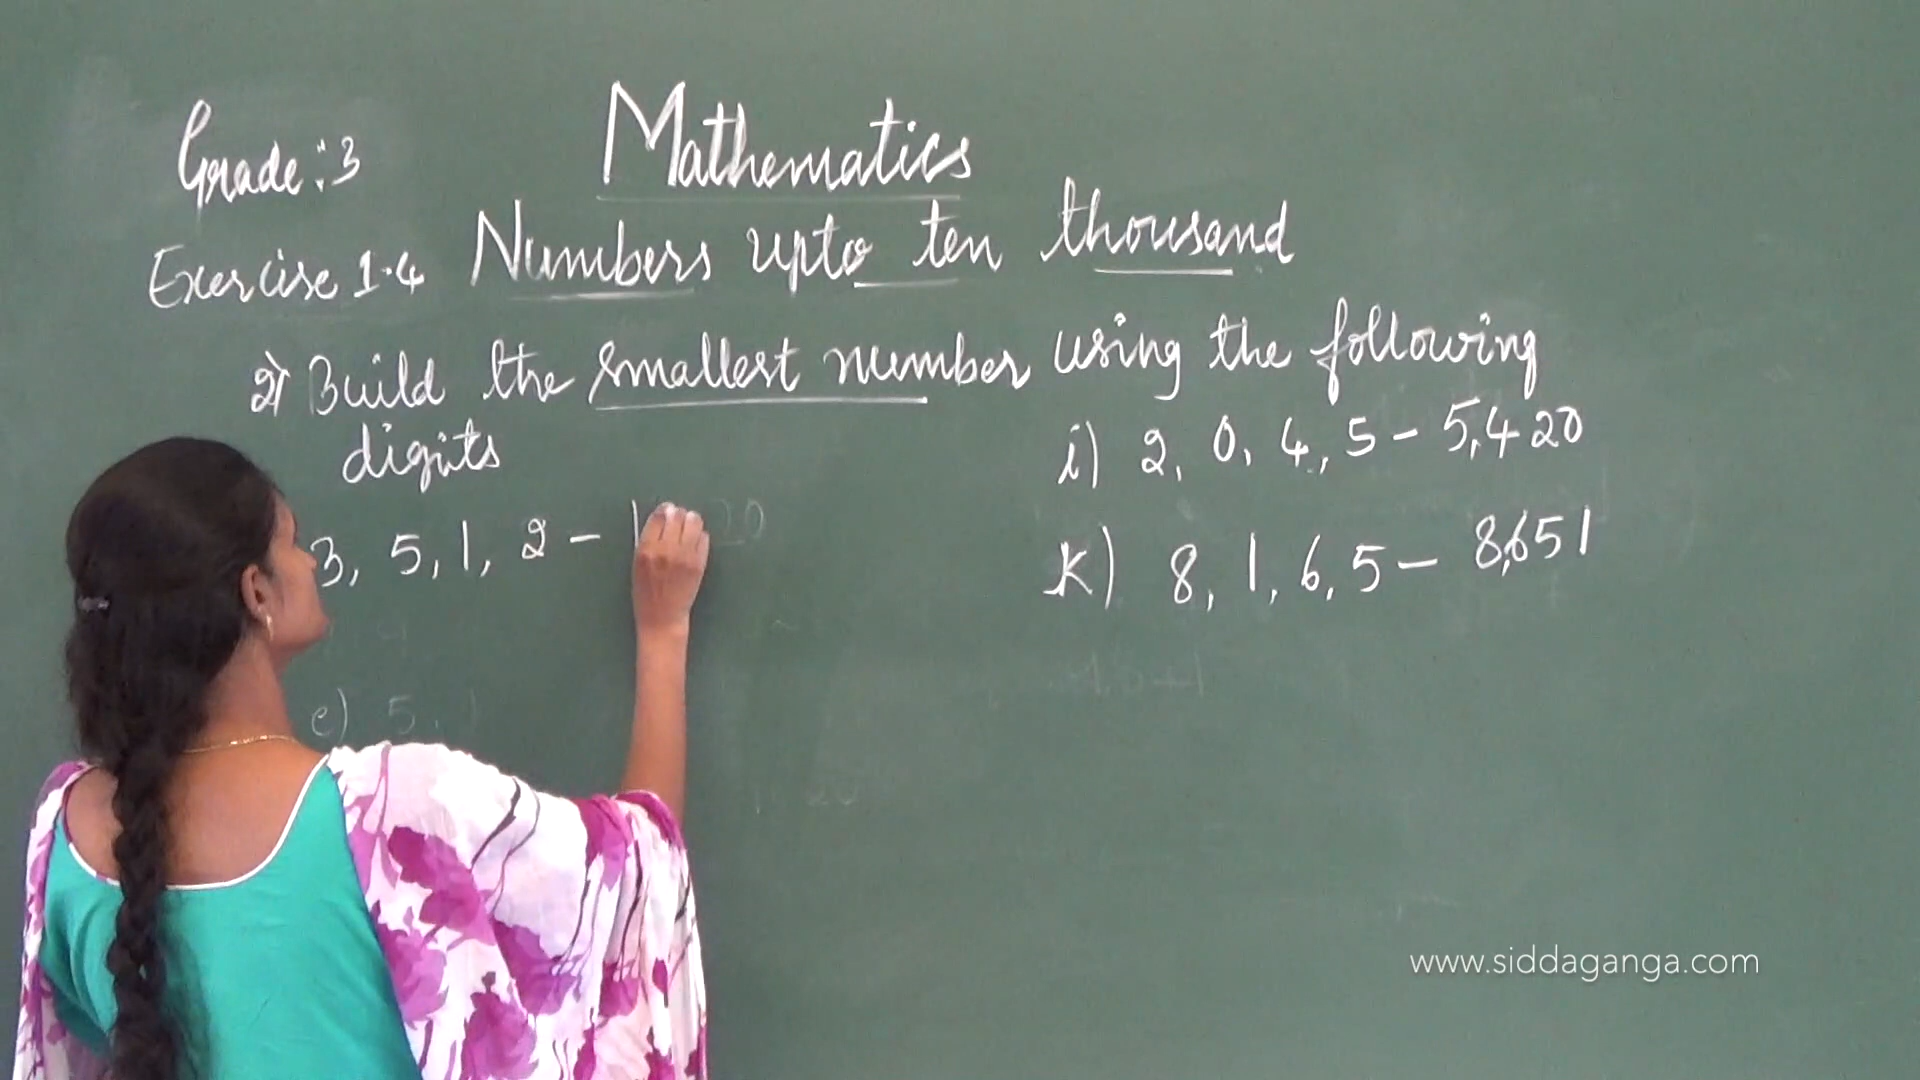 Mathematics
Grade: 3
Numbers upto ten thousand
Exercise 1.4
2) Build the smallest number using the following
digits
i) 2, 0, 4, 5 - 5,420
3, 5, 1, 2 - 1
k) 8, 1, 6, 5 - 8,651
e) 5,
www.siddaganga.com